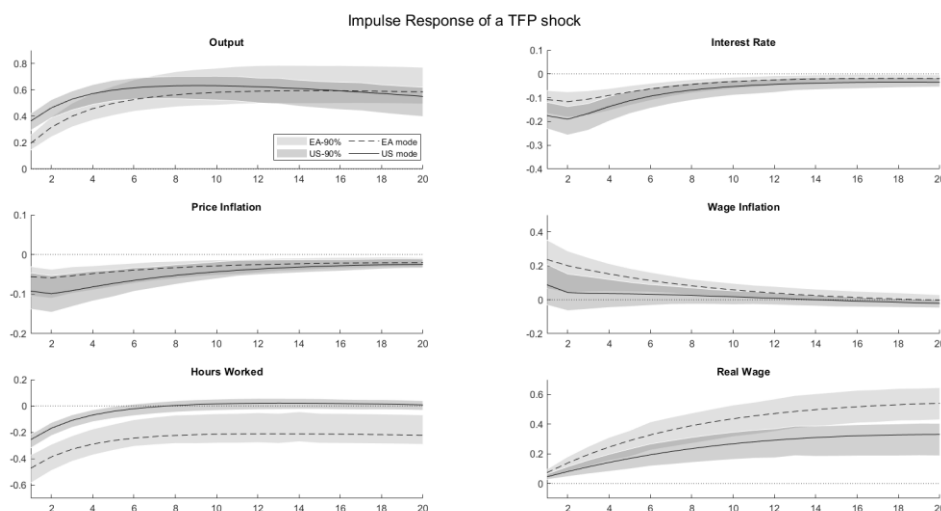 Impulse Response of a TFP shock
Output
0.8
0.6
0.4
0.2
0
EA-90%
EA mode
US-90%
US mode
2 4 6 8 10 12 14 16 18 20
Interest Rate
0.1
0
-0.1
-0.2
-0.3
-0.4
2 4 6 8 10 12 14 16 18 20
Price Inflation
0.1
0
-0.1
-0.2
2 4 6 8 10 12 14 16 18 20
Wage Inflation
0.4
0.2
0
-0.2
2 4 6 8 10 12 14 16 18 20
Hours Worked
0.2
0
-0.2
-0.4
-0.6
2 4 6 8 10 12 14 16 18 20
Real Wage
0.6
0.4
0.2
0
2 4 6 8 10 12 14 16 18 20